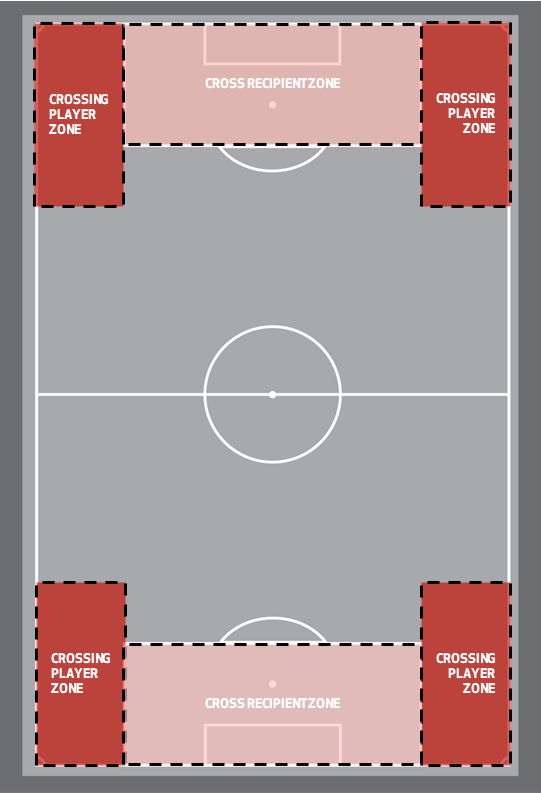 CROSS RECIPIENTZONE
CROSSING
PLAYER
ZONE
CROSSING
PLAYER
ZONE
CROSSING
PLAYER
ZONE
CROSSING
PLAYER
ZONE
CROSS RECIPIENTZONE